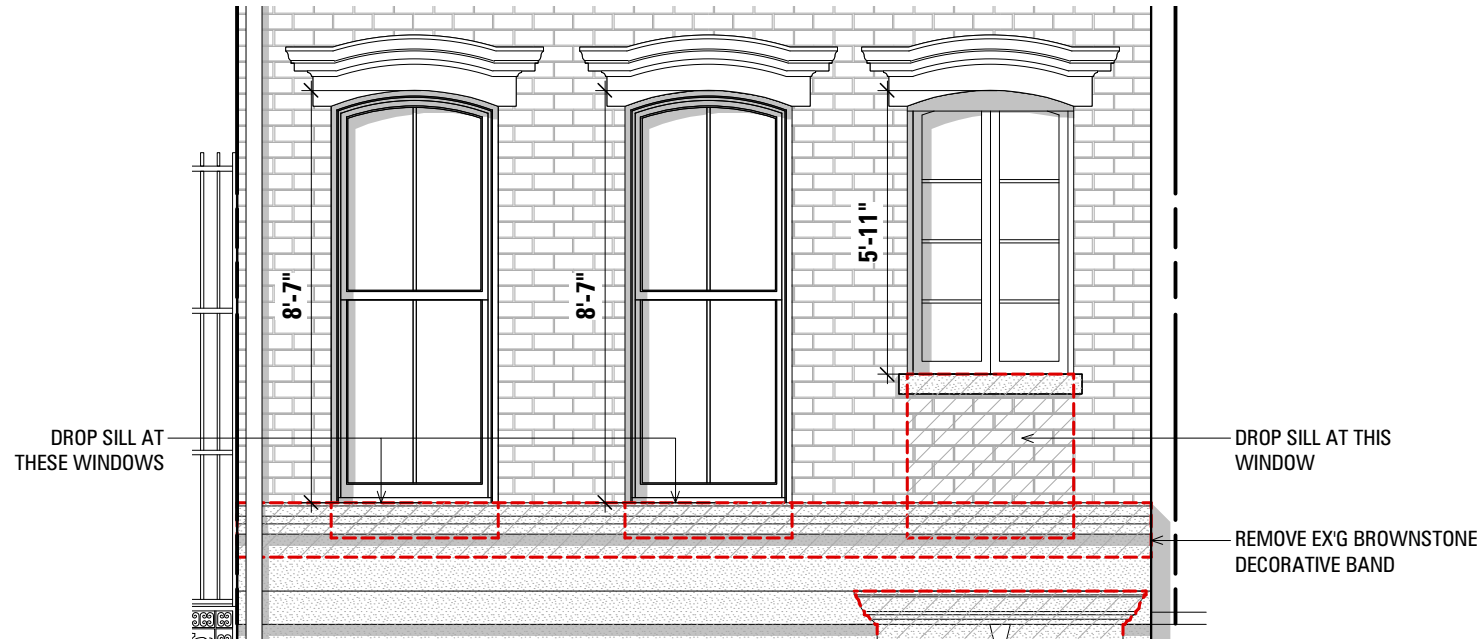 8'-7"
8'-7"
5'-11"
DROP SILL AT
THESE WINDOWS
DROP SILL AT THIS
WINDOW
REMOVE EX'G BROWNSTONE
DECORATIVE BAND